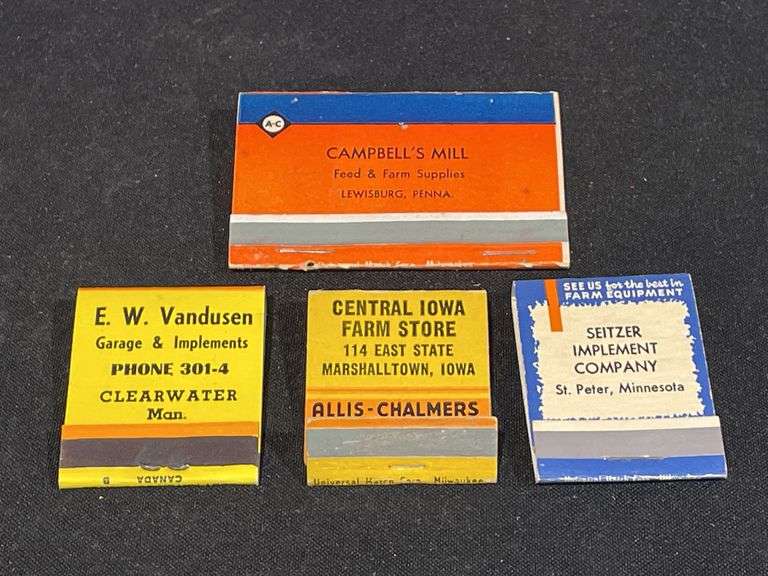 A-C
CAMPBELL'S MILL
Feed & Farm Supplies
LEWISBURG, PENNA.
E. W. Vandusen
Garage & Implements
PHONE 301-4
CLEARWATER
Man.
CANADA
B
CENTRAL IOWA
FARM STORE
114 EAST STATE
MARSHALLTOWN, IOWA
ALLIS-CHALMERS
Universal Match Corp., Milwaukee
SEE US for the best in
FARM EQUIPMENT
SEITZER
IMPLEMENT
COMPANY
St. Peter, Minnesota